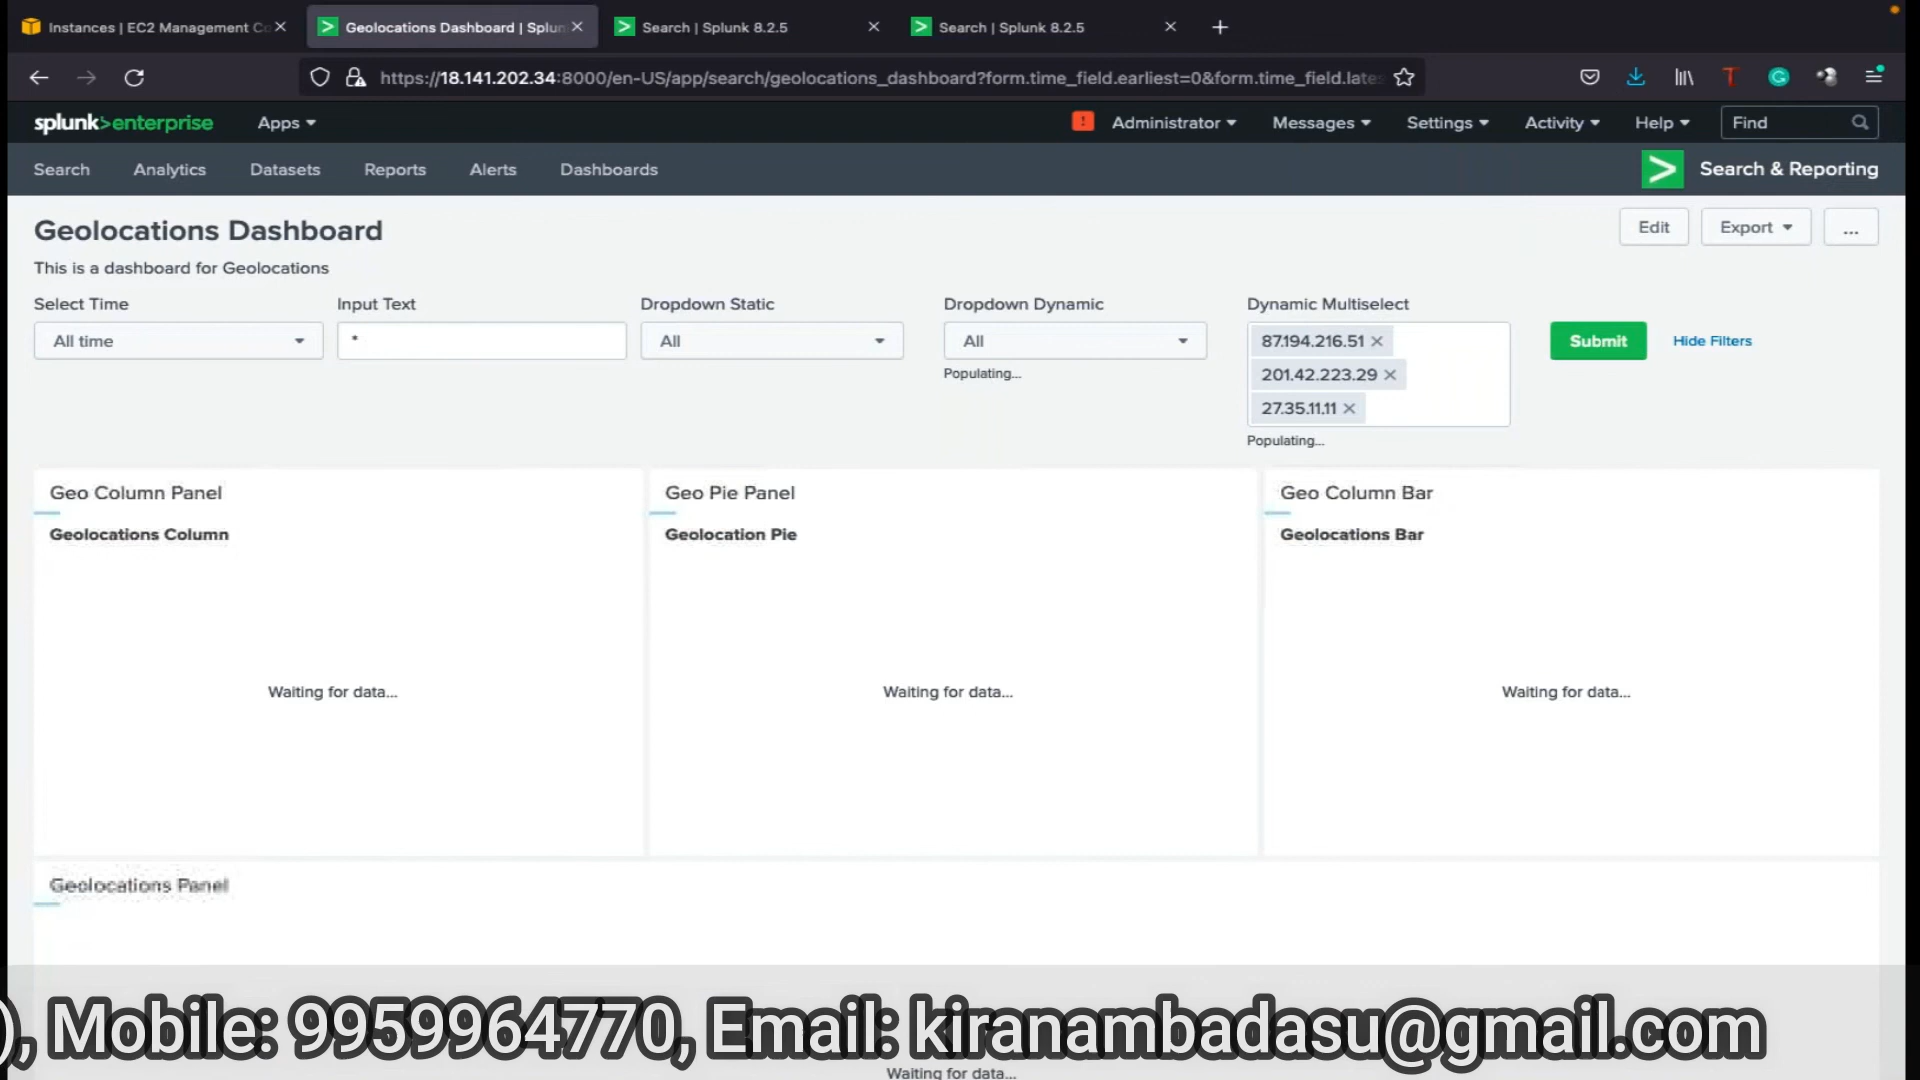 Instances | EC2 Management Co
Geolocations Dashboard | Splun
Search | Splunk 8.2.5
Search | Splunk 8.2.5
https://18.141.202.34:8000/en-US/app/search/geolocations_dashboard?form.time_field.earliest=0&form.time_field.late
splunk>enterprise
Apps
!
Administrator
Messages
Settings
Activity
Help
Find
Search
Analytics
Datasets
Reports
Alerts
Dashboards
Search & Reporting
Geolocations Dashboard
Edit
Export
...
This is a dashboard for Geolocations
Select Time
Input Text
Dropdown Static
Dropdown Dynamic
Dynamic Multiselect
All time
*
All
All
87.194.216.51
201.42.223.29
27.35.11.11
Submit
Hide Filters
Populating...
Populating...
Geo Column Panel
Geo Pie Panel
Geo Column Bar
Geolocations Column
Geolocation Pie
Geolocations Bar
Waiting for data...
Waiting for data...
Waiting for data...
Geolocations Panel
), Mobile: 9959964770, Email: kiranambadasu@gmail.com
Waiting for data...